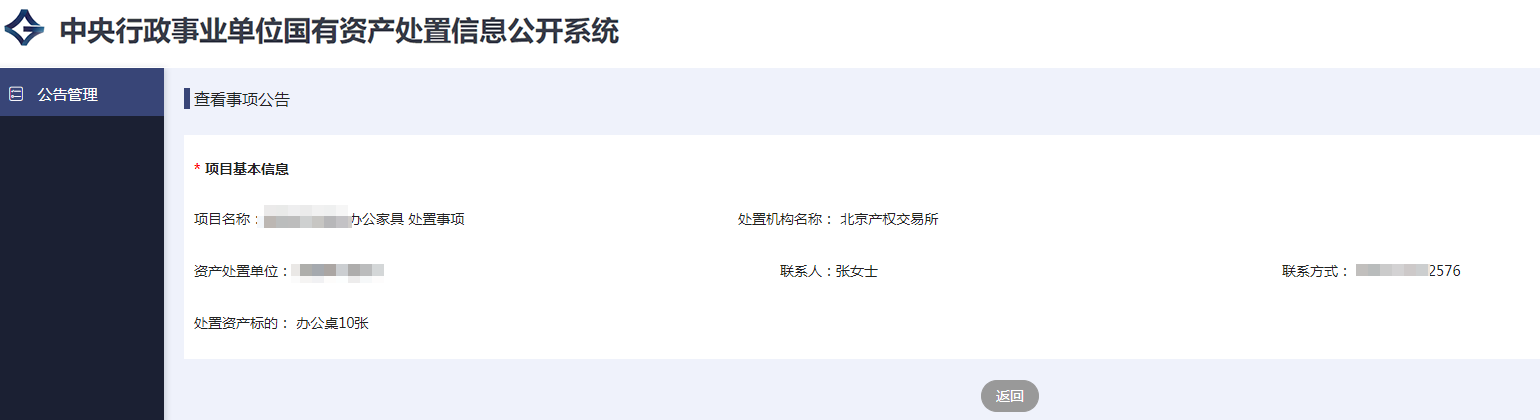 中央行政事业单位国有资产处置信息公开系统
公告管理
查看事项公告
* 项目基本信息
项目名称： 办公家具 处置事项 处置机构名称： 北京产权交易所
资产处置单位： 联系人：张女士 联系方式： 2576
处置资产标的： 办公桌10张
返回